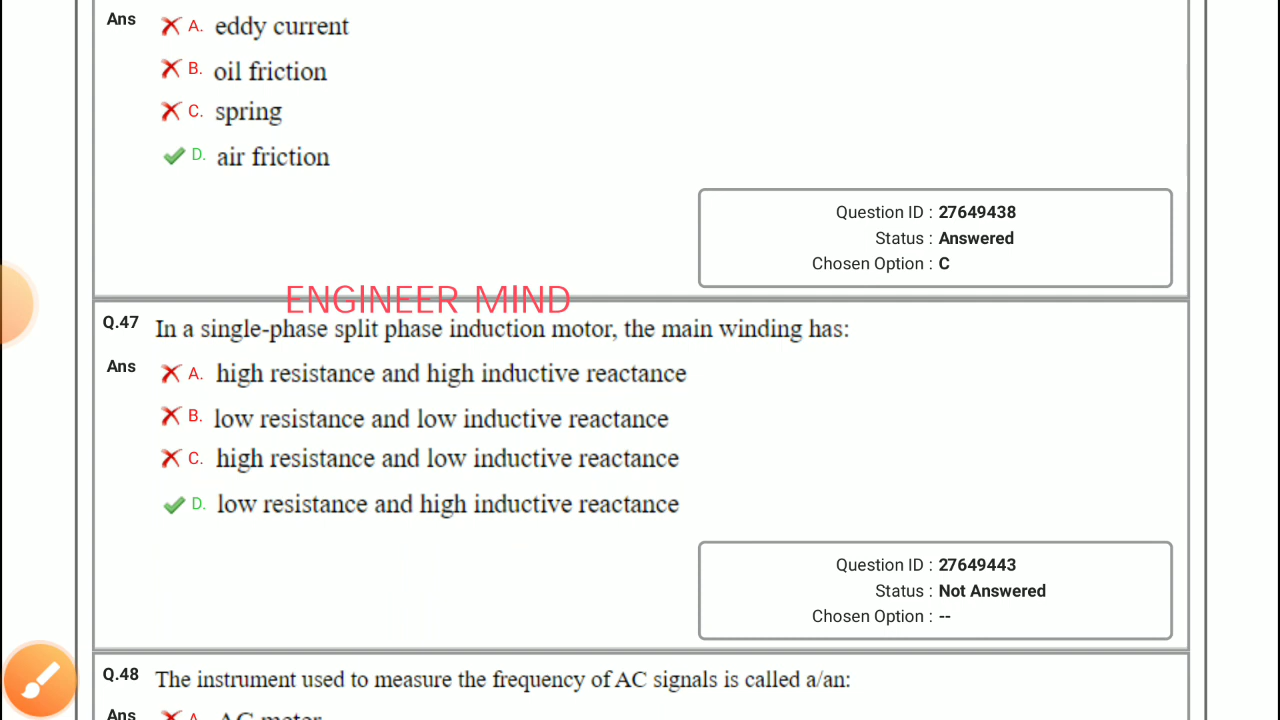 Ans A. eddy current
B. oil friction
C. spring
D. air friction
Question ID : 27649438
Status : Answered
Chosen Option : C
ENGINEER MIND
Q.47 In a single-phase split phase induction motor, the main winding has:
Ans A. high resistance and high inductive reactance
B. low resistance and low inductive reactance
C. high resistance and low inductive reactance
D. low resistance and high inductive reactance
Question ID : 27649443
Status : Not Answered
Chosen Option : --
Q.48 The instrument used to measure the frequency of AC signals is called a/an:
Ans A. AC meter